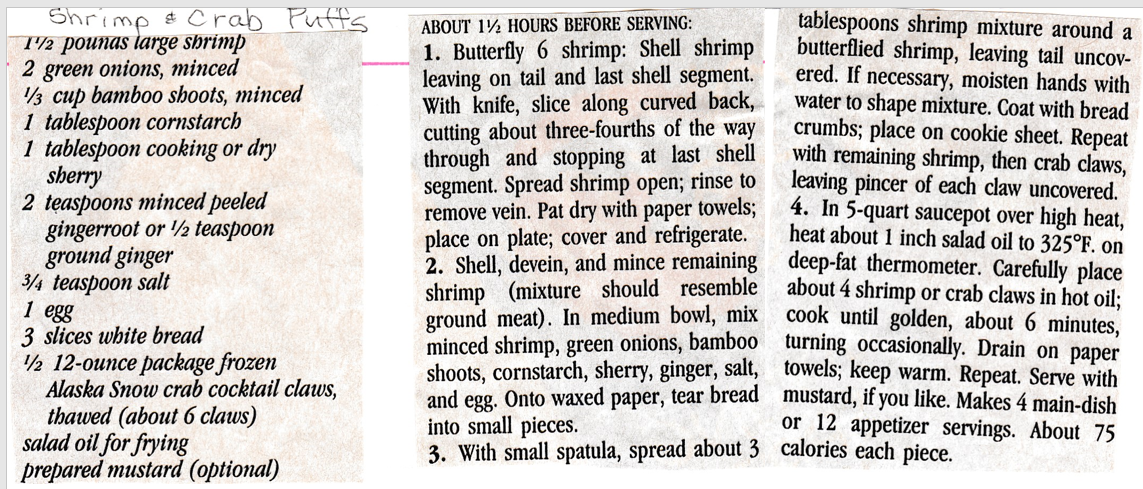 Shrimp & Crab Puffs
1½ pounds large shrimp
2 green onions, minced
⅓ cup bamboo shoots, minced
1 tablespoon cornstarch
1 tablespoon cooking or dry
sherry
2 teaspoons minced peeled
gingerroot or ½ teaspoon
ground ginger
¾ teaspoon salt
1 egg
3 slices white bread
½ 12-ounce package frozen
Alaska Snow crab cocktail claws,
thawed (about 6 claws)
salad oil for frying
prepared mustard (optional)
ABOUT 1½ HOURS BEFORE SERVING:
1. Butterfly 6 shrimp: Shell shrimp
leaving on tail and last shell segment.
With knife, slice along curved back,
cutting about three-fourths of the way
through and stopping at last shell
segment. Spread shrimp open; rinse to
remove vein. Pat dry with paper towels;
place on plate; cover and refrigerate.
2. Shell, devein, and mince remaining
shrimp (mixture should resemble
ground meat). In medium bowl, mix
minced shrimp, green onions, bamboo
shoots, cornstarch, sherry, ginger, salt,
and egg. Onto waxed paper, tear bread
into small pieces.
3. With small spatula, spread about 3
tablespoons shrimp mixture around a
butterflied shrimp, leaving tail uncov-
ered. If necessary, moisten hands with
water to shape mixture. Coat with bread
crumbs; place on cookie sheet. Repeat
with remaining shrimp, then crab claws,
leaving pincer of each claw uncovered.
4. In 5-quart saucepot over high heat,
heat about 1 inch salad oil to 325°F. on
deep-fat thermometer. Carefully place
about 4 shrimp or crab claws in hot oil;
cook until golden, about 6 minutes,
turning occasionally. Drain on paper
towels; keep warm. Repeat. Serve with
mustard, if you like. Makes 4 main-dish
or 12 appetizer servings. About 75
calories each piece.